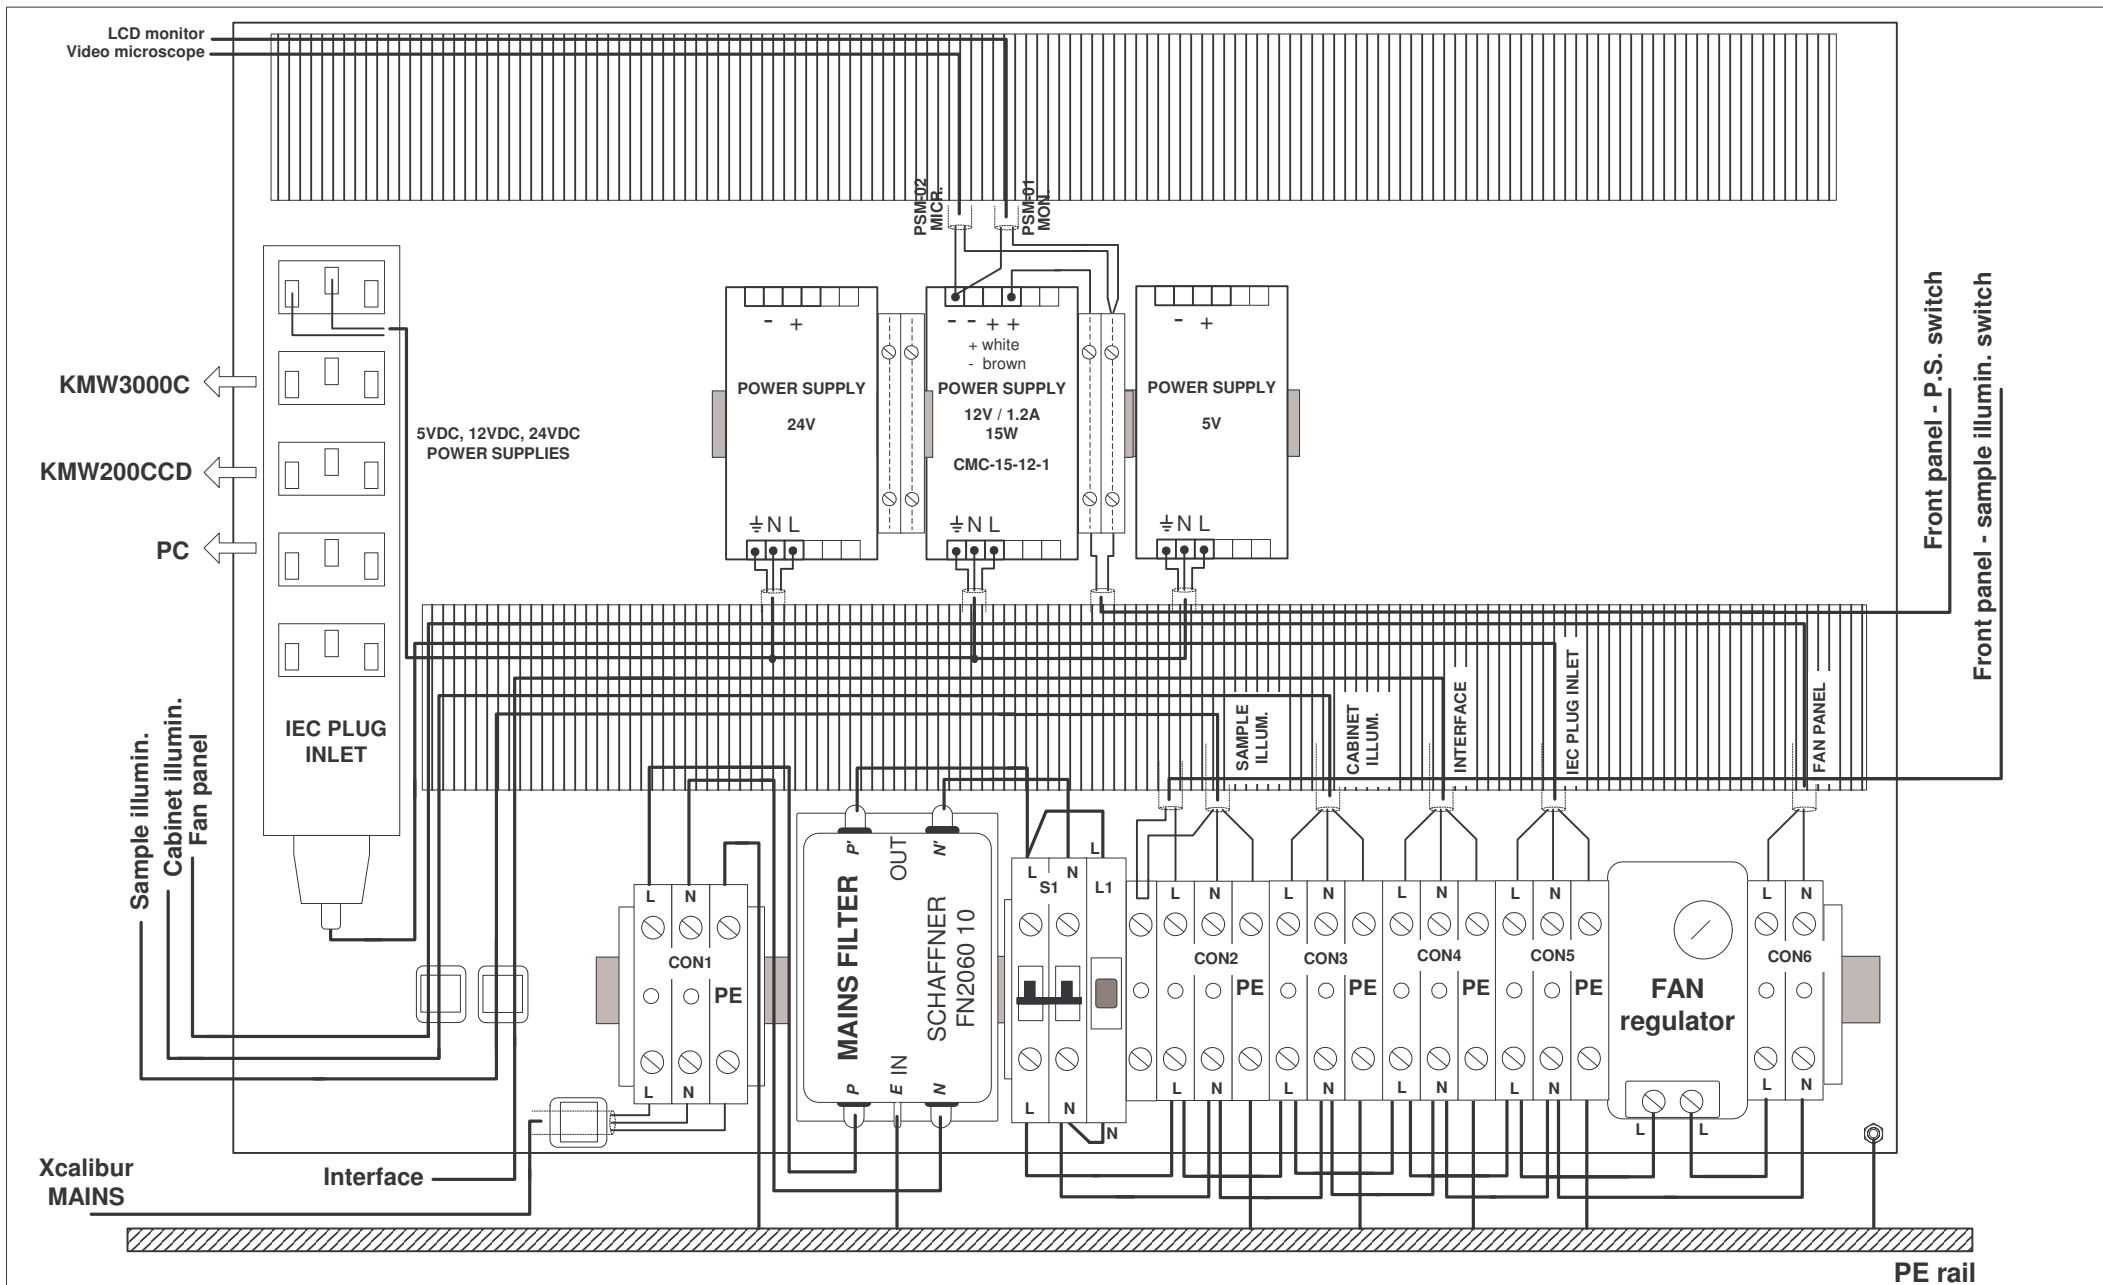 LCD monitor
Video microscope
PSM-02
MICR.
PSM-01
MON.
- +
- - + +
+ white
- brown
- +
POWER SUPPLY
24V
POWER SUPPLY
12V / 1.2A
15W
CMC-15-12-1
POWER SUPPLY
5V
N L
N L
N L
KMW3000C
KMW200CCD
PC
5VDC, 12VDC, 24VDC
POWER SUPPLIES
IEC PLUG
INLET
Front panel - P.S. switch
Front panel - sample illumin. switch
Sample illumin.
Cabinet illumin.
Fan panel
SAMPLE
ILLUM.
CABINET
ILLUM.
INTERFACE
IEC PLUG INLET
FAN PANEL
L N
CON1
PE
L N
P' OUT N'
MAINS FILTER
SCHAFFNER
FN2060 10
P E IN N
L
L N
S1 L1
L N
N
L N
CON2
PE
L N
L N
CON3
PE
L N
L N
CON4
PE
L N
L N
CON5
PE
L N
FAN
regulator
L L
L N
CON6
L N
Xcalibur
MAINS
Interface
PE rail